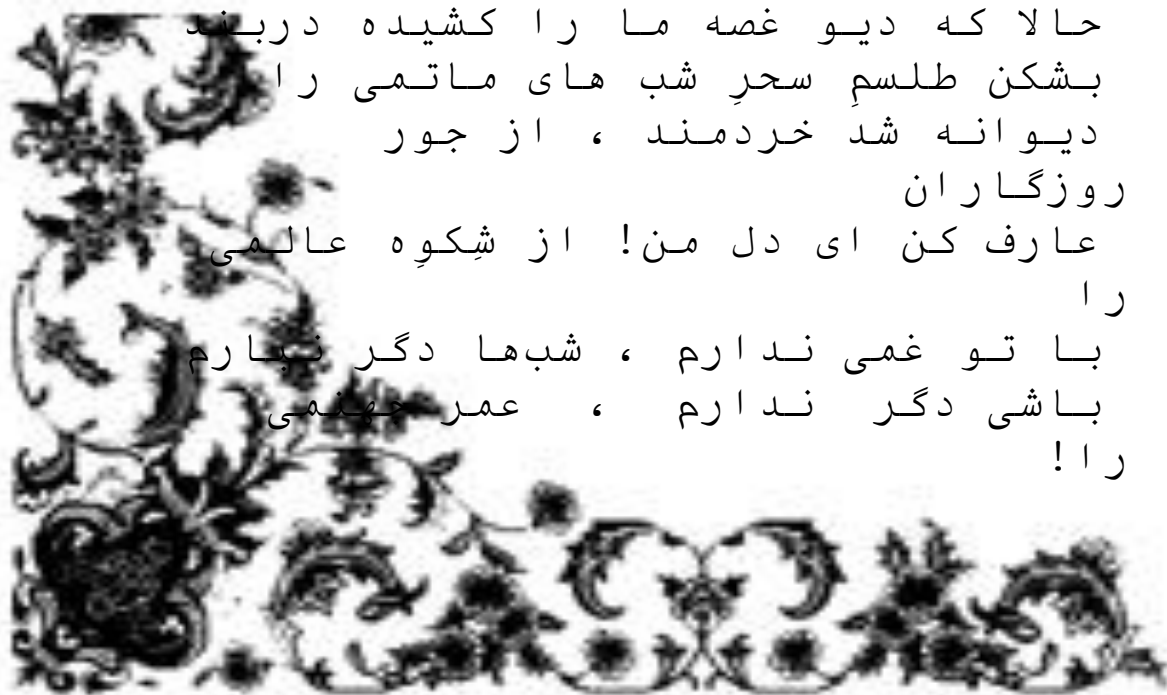 حالا که دیو غصه ما را کشیده دربند
بشکن طلسمِ سحرِ شب های ماتمی را
دیوانه شد خردمند ، از جور
روزگاران
عارف کن ای دل من! از شِکوِه عالمی
را
با تو غمی ندارم ، شب‌ها دگر نبارم
باشی دگر ندارم ، عمر جهنمی
را!